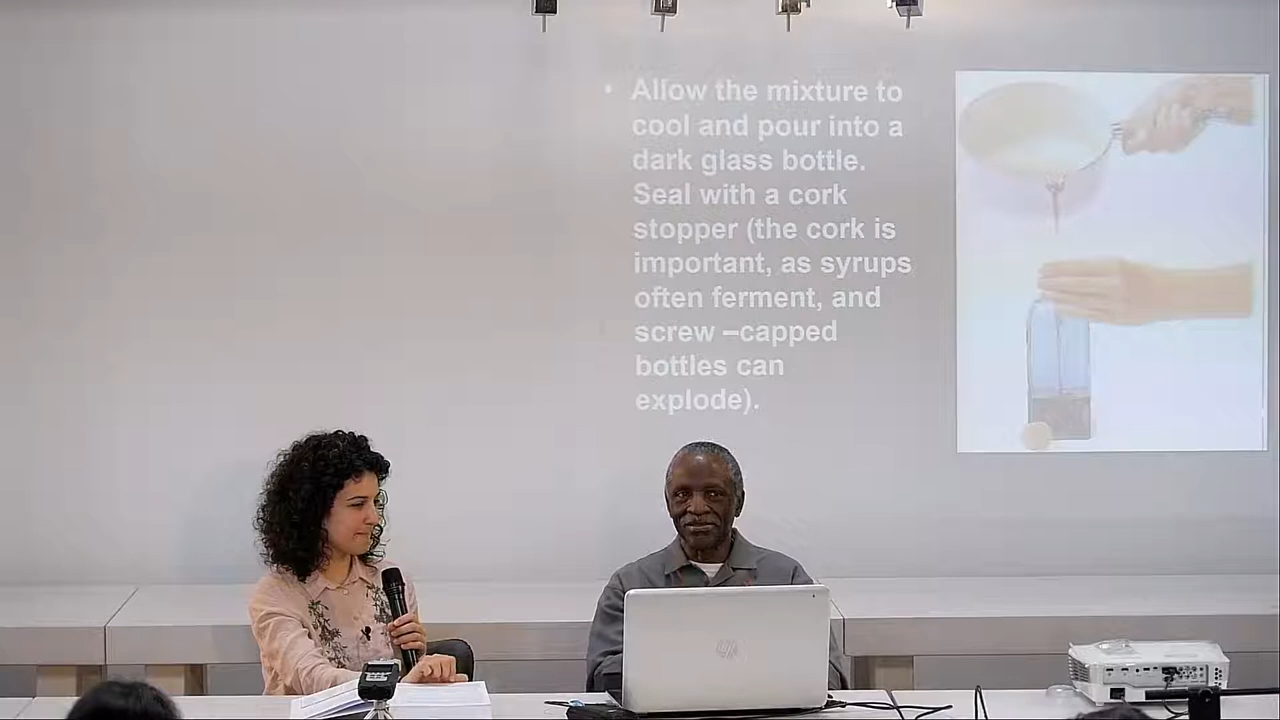 • Allow the mixture to
cool and pour into a
dark glass bottle.
Seal with a cork
stopper (the cork is
important, as syrups
often ferment, and
screw –capped
bottles can
explode).
hp